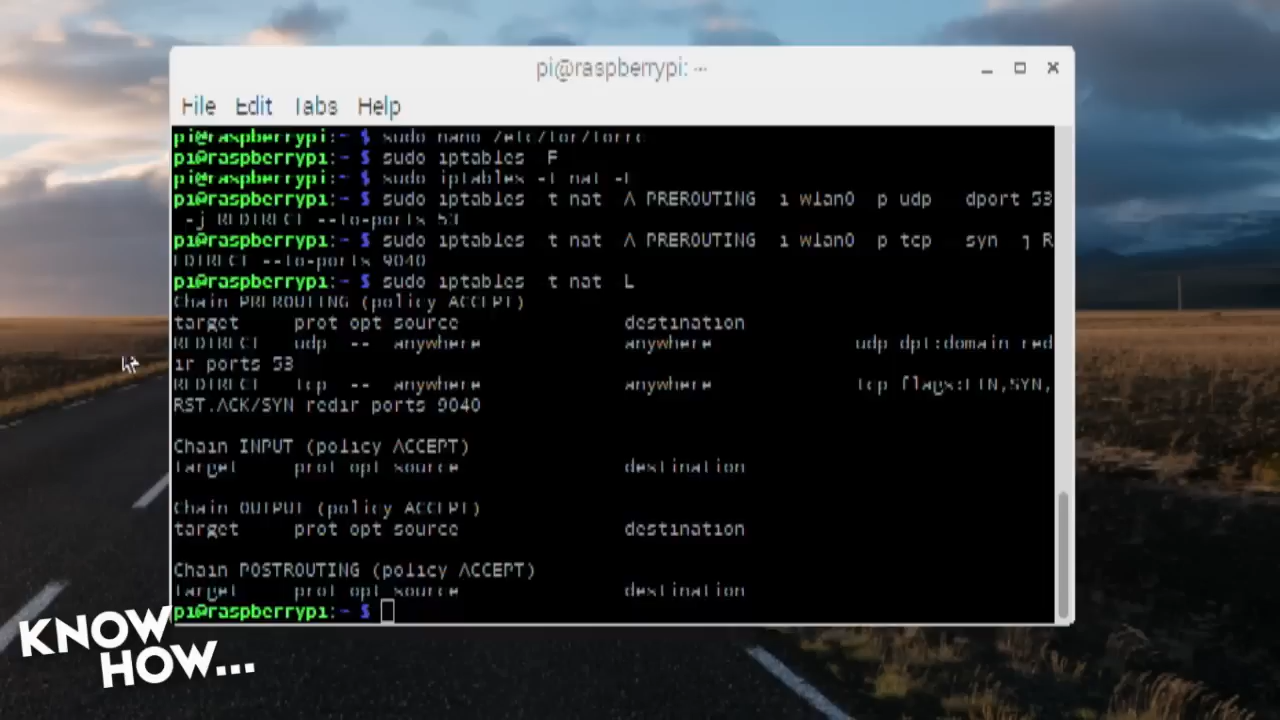 pi@raspberrypi: ~
File Edit Tabs Help
pi@raspberrypi:~ $ sudo nano /etc/tor/torrc
pi@raspberrypi:~ $ sudo iptables -F
pi@raspberrypi:~ $ sudo iptables -t nat -F
pi@raspberrypi:~ $ sudo iptables -t nat -A PREROUTING -i wlan0 -p udp --dport 53
-j REDIRECT --to-ports 53
pi@raspberrypi:~ $ sudo iptables -t nat -A PREROUTING -i wlan0 -p tcp --syn -j R
EDIRECT --to-ports 9040
pi@raspberrypi:~ $ sudo iptables -t nat -L
Chain PREROUTING (policy ACCEPT)
target prot opt source destination
REDIRECT udp -- anywhere anywhere udp dpt:domain red
ir ports 53
REDIRECT tcp -- anywhere anywhere tcp flags:FIN,SYN,
RST,ACK/SYN redir ports 9040
Chain INPUT (policy ACCEPT)
target prot opt source destination
Chain OUTPUT (policy ACCEPT)
target prot opt source destination
Chain POSTROUTING (policy ACCEPT)
target prot opt source destination
pi@raspberrypi:~ $
KNOW
HOW...